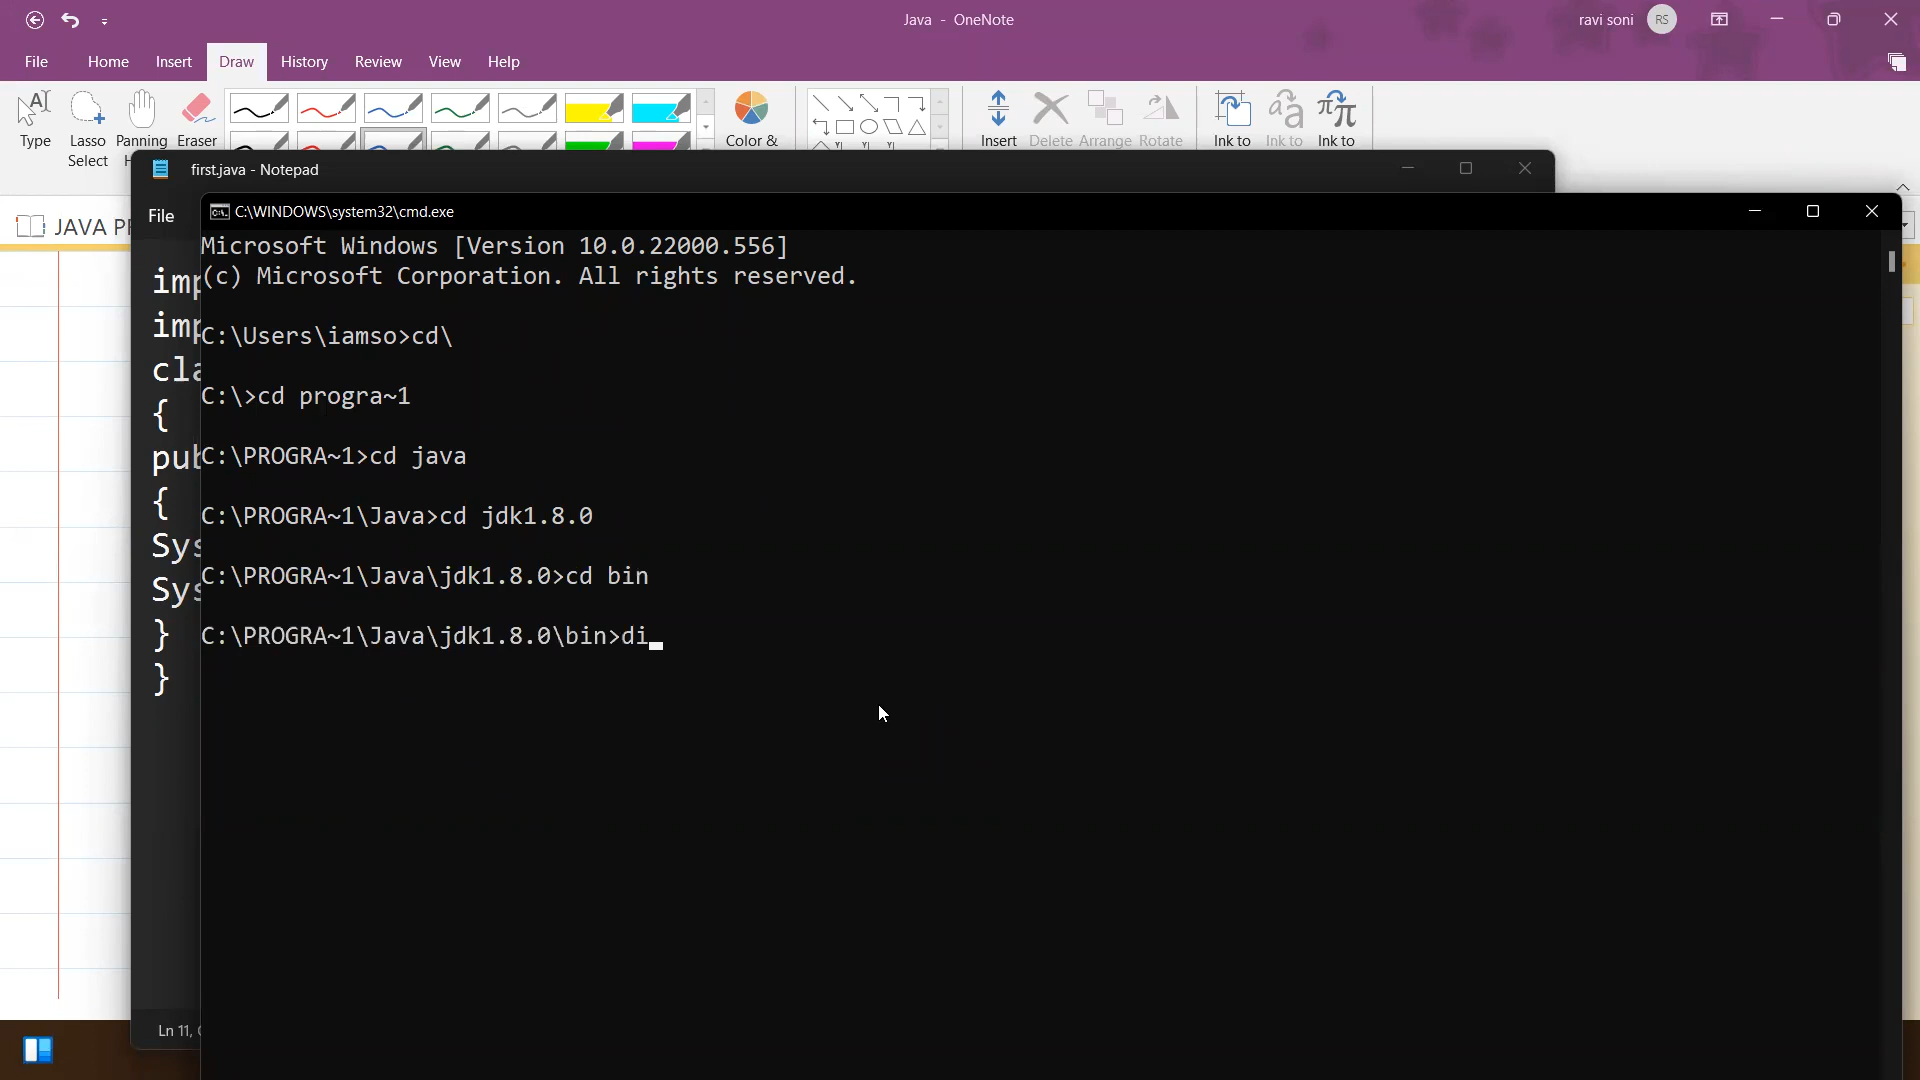 Java - OneNote
ravi soni
RS
File
Home
Insert
Draw
History
Review
View
Help
Type
Lasso Select
Panning
Eraser
Color &
Insert
Delete
Arrange
Rotate
Ink to
Ink to
Ink to
JAVA
first.java - Notepad
File
{
{
}
}
Ln 11,
C:\WINDOWS\system32\cmd.exe
Microsoft Windows [Version 10.0.22000.556]
(c) Microsoft Corporation. All rights reserved.
C:\Users\iamso>cd\
C:\>cd progra~1
C:\PROGRA~1>cd java
C:\PROGRA~1\Java>cd jdk1.8.0
C:\PROGRA~1\Java\jdk1.8.0>cd bin
C:\PROGRA~1\Java\jdk1.8.0\bin>di